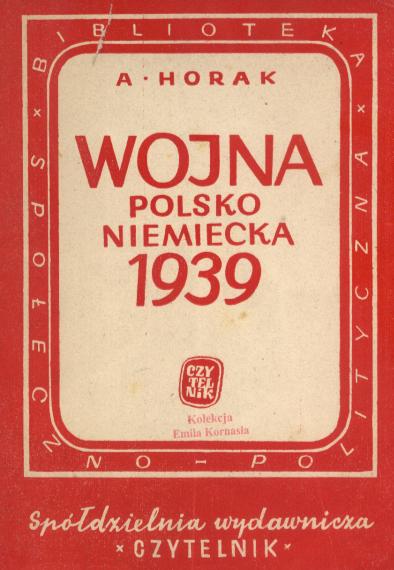 BIBLIOTEKA
* SPOŁECZNO-POLITYCZNA *
A · HORAK
WOJNA
POLSKO
NIEMIECKA
1939
CZY
TEL
NIK
Kolekcja
Emila Kornasia
Spółdzielnia wydawnicza
* CZYTELNIK *